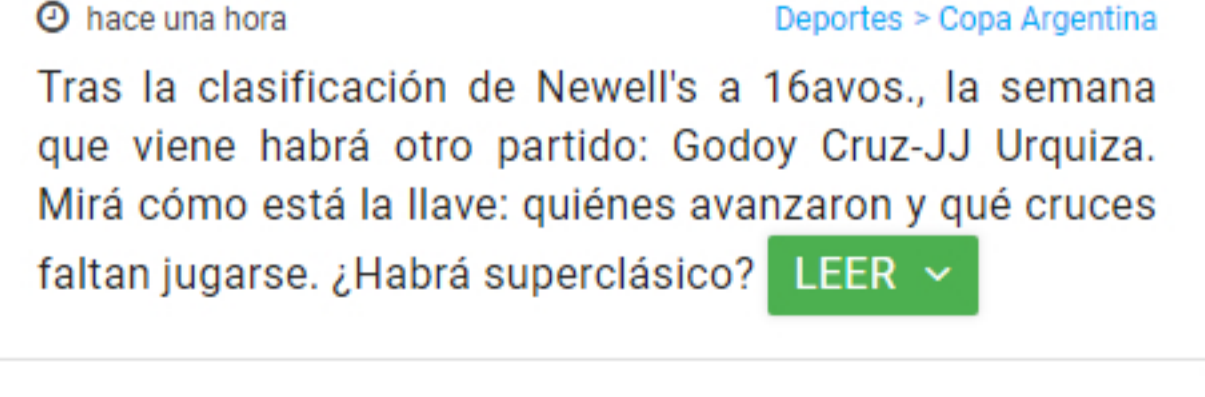 hace una hora Deportes > Copa Argentina
Tras la clasificación de Newell's a 16avos., la semana
que viene habrá otro partido: Godoy Cruz-JJ Urquiza.
Mirá cómo está la llave: quiénes avanzaron y qué cruces
faltan jugarse. ¿Habrá superclásico? LEER